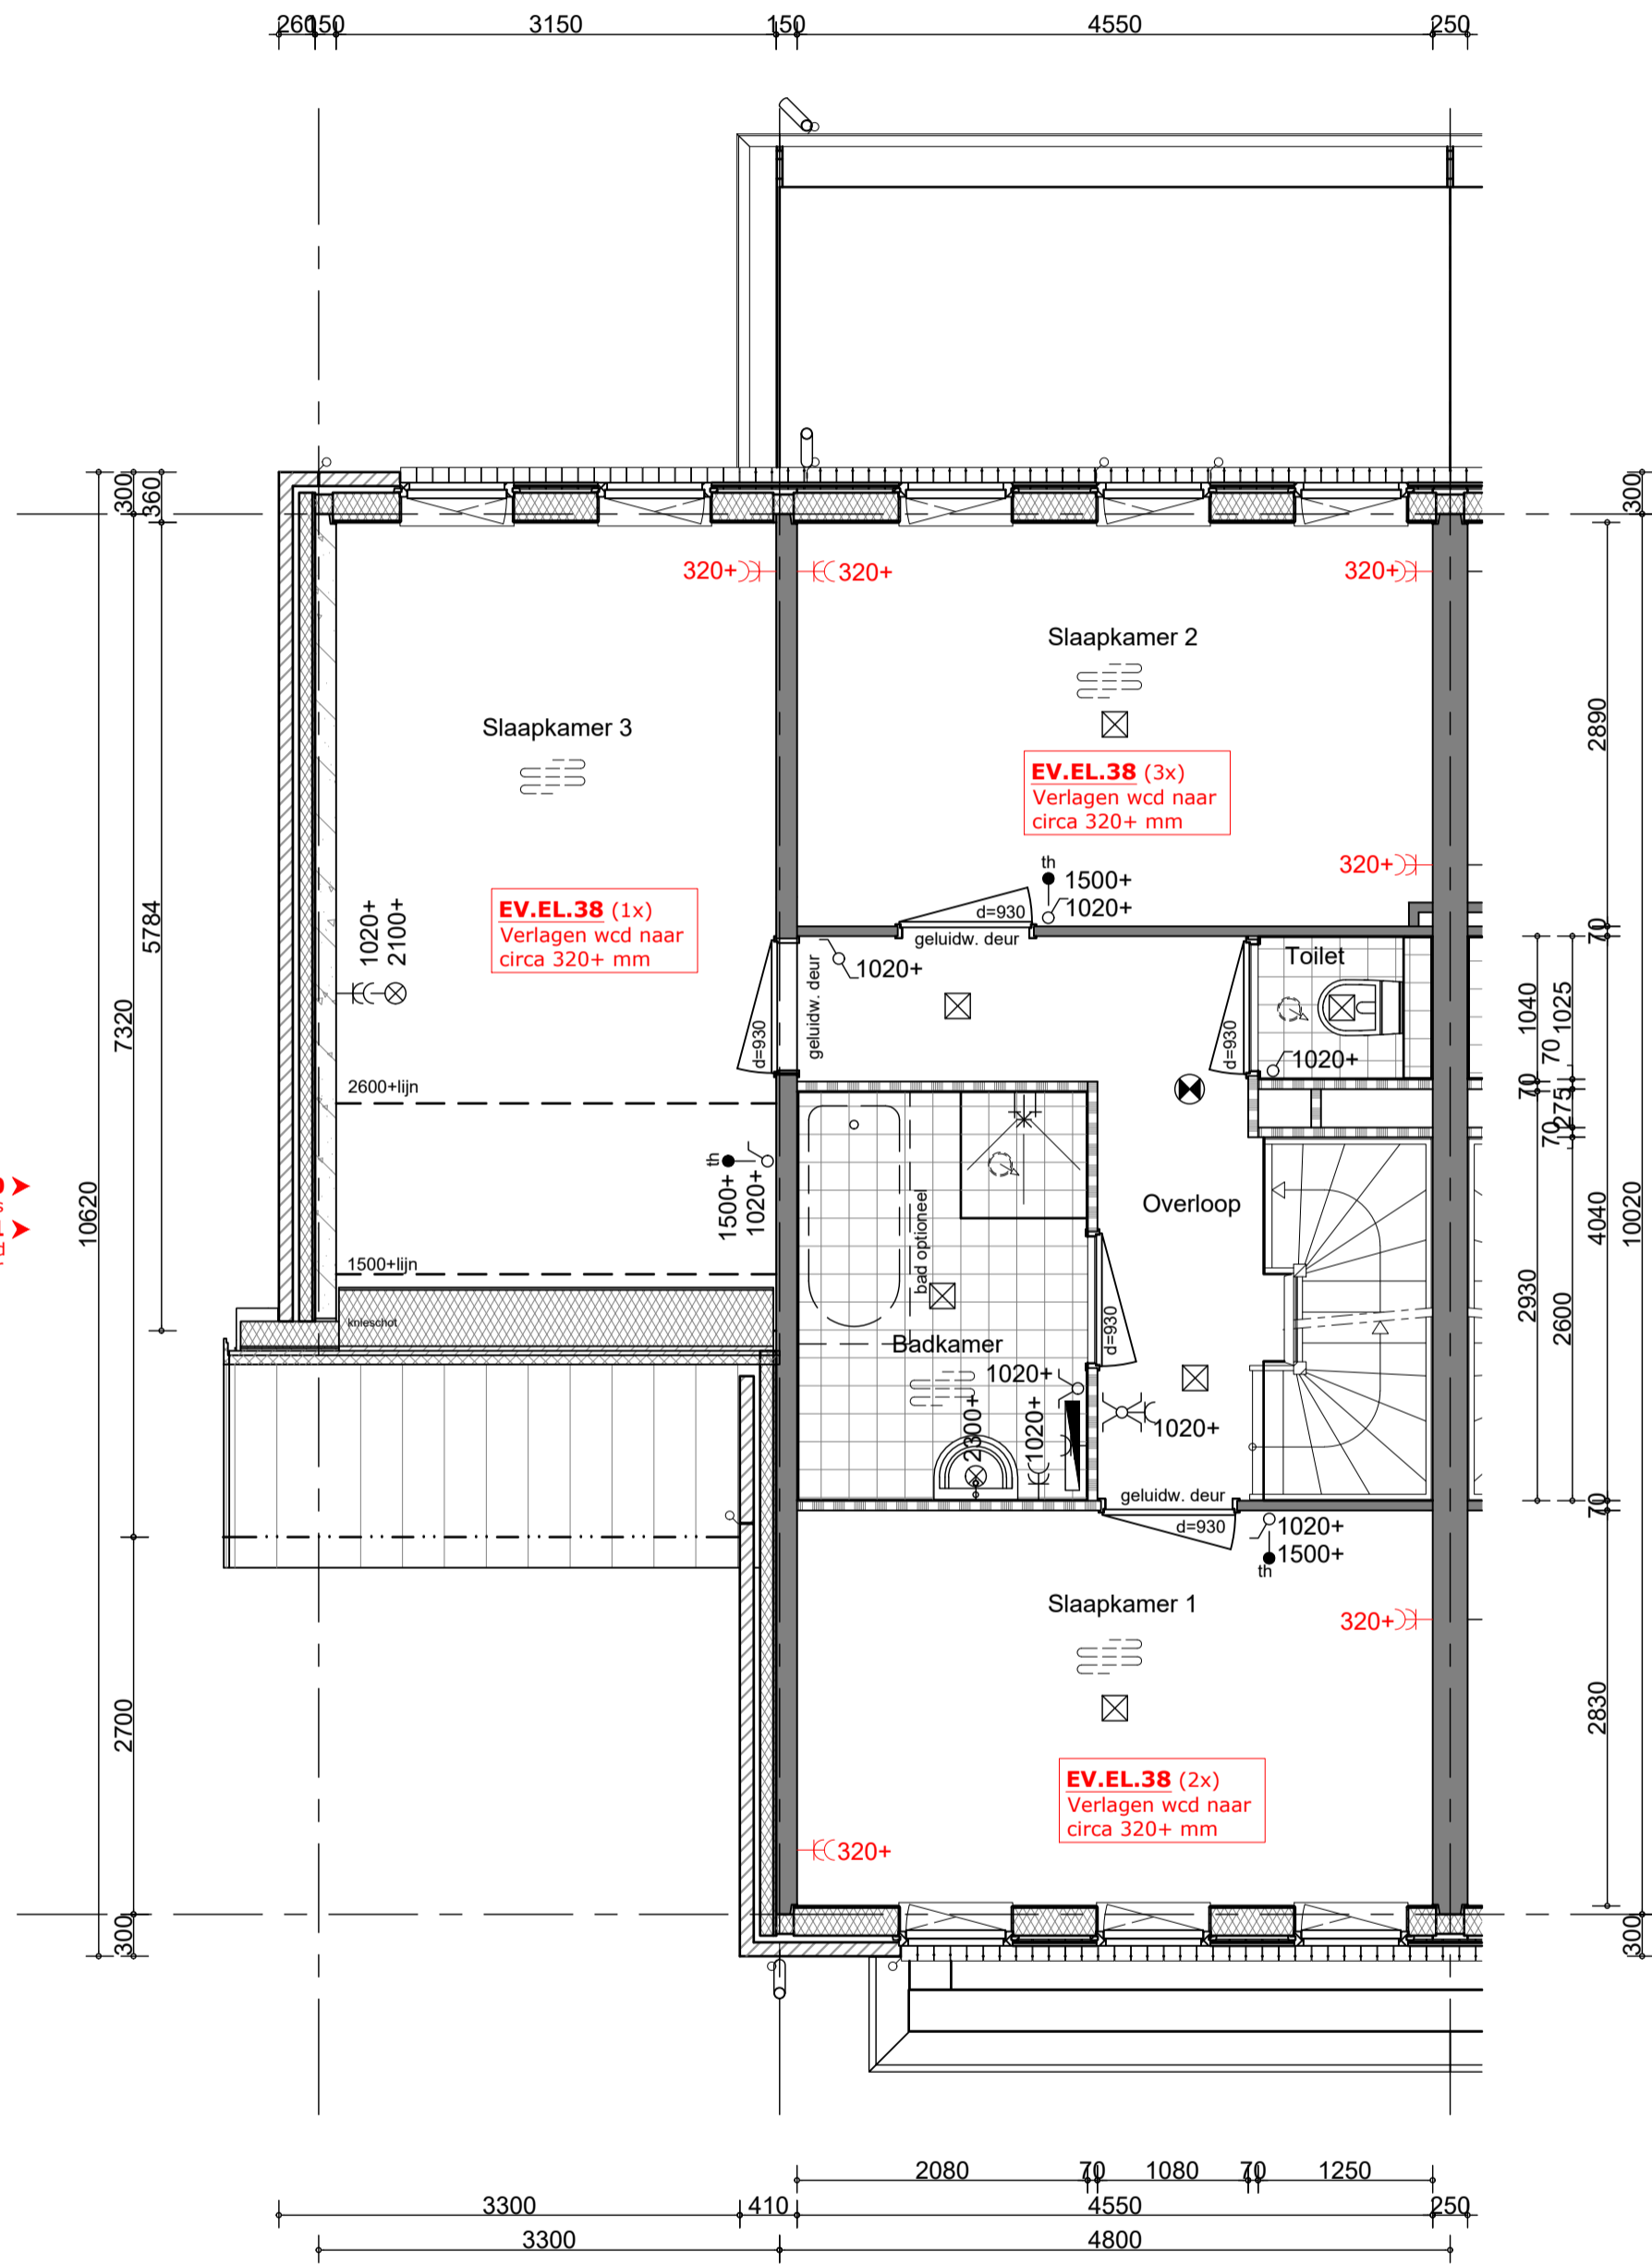 260
150
3150
150
4550
250
300
360
300
320+
320+
320+
Slaapkamer 2
Slaapkamer 3
2890
EV.EL.38 (3x)
Verlagen wcd naar
circa 320+ mm
320+
th
1500+
1020+
d=930
geluidw. deur
EV.EL.38 (1x)
Verlagen wcd naar
circa 320+ mm
5784
1020+
2100+
70
Toilet
1020+
geluidw. deur
d=930
d=930
1040
1025
7320
1020+
70
2600+lijn
70
275
70
th
1500+
1020+
10620
bad optioneel
Overloop
4040
10020
1500+lijn
knieschot
2930
2600
Badkamer
d=930
1020+
2300+
1020+
1020+
geluidw. deur
d=930
70
1020+
1500+
th
Slaapkamer 1
320+
2700
2830
EV.EL.38 (2x)
Verlagen wcd naar
circa 320+ mm
320+
300
300
2080
70
1080
70
1250
3300
410
4550
250
3300
4800